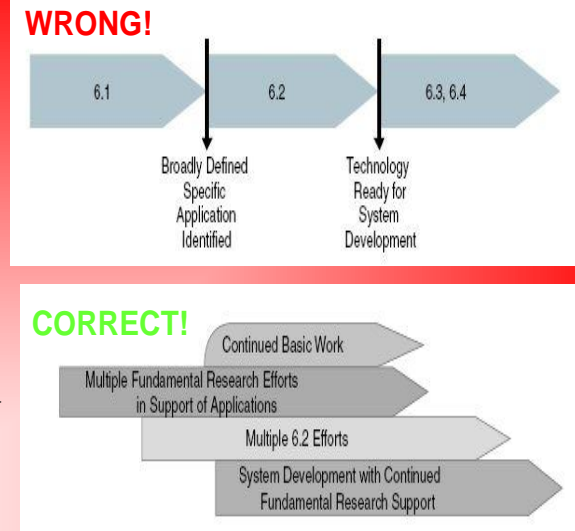 WRONG!
6.1
6.2
6.3, 6.4
Broadly Defined
Specific
Application
Identified
Technology
Ready for
System
Development
CORRECT!
Continued Basic Work
Multiple Fundamental Research Efforts
in Support of Applications
Multiple 6.2 Efforts
System Development with Continued
Fundamental Research Support